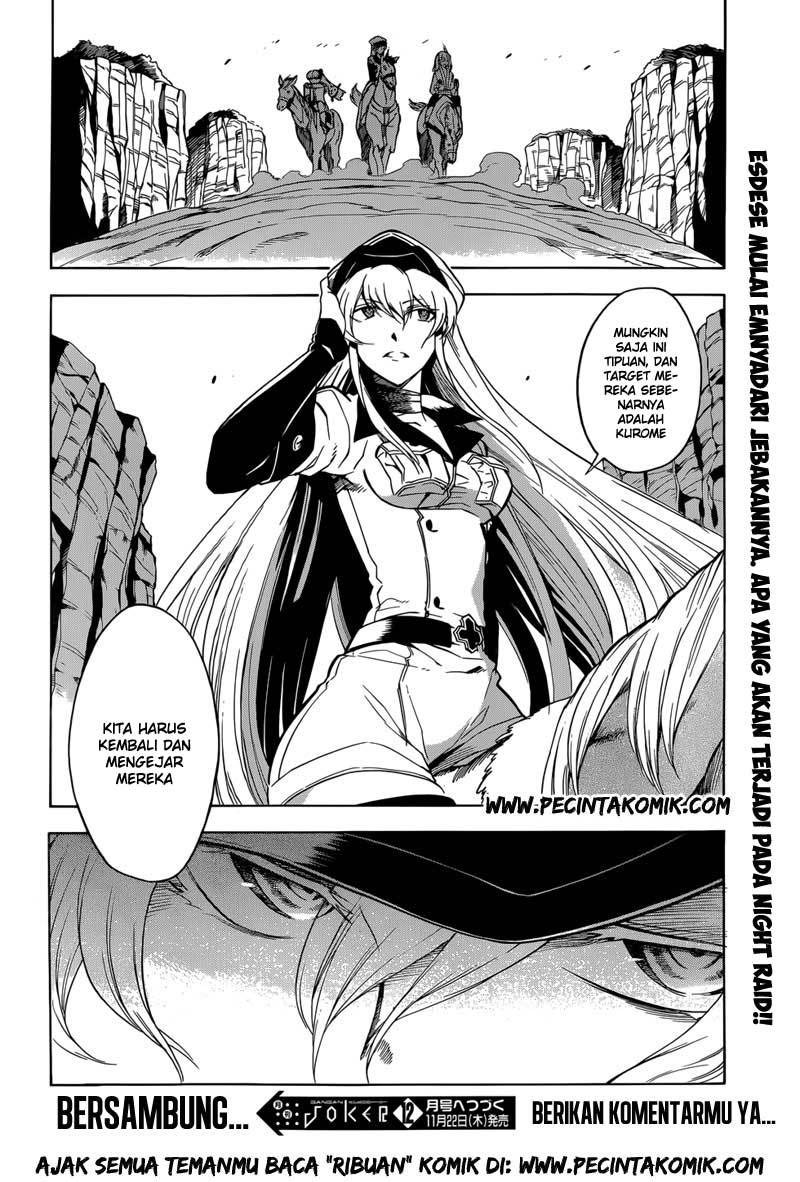 MUNGKIN
SAJA INI
TIPUAN, DAN
TARGET ME-
REKA SEBE-
NARNYA
ADALAH
KUROME
KITA HARUS
KEMBALI DAN
MENGEJAR
MEREKA
WWW.PECINTAKOMIK.COM
ESDESE MULAI EMNYADARI JEBAKANNYA. APA YANG AKAN TERJADI PADA NIGHT RAID!!
BERSAMBUNG...
月刊
GANGAN
JOKER
12
月号へつづく
11月22日(木)発売
BERIKAN KOMENTARMU YA...
AJAK SEMUA TEMANMU BACA "RIBUAN" KOMIK DI: WWW.PECINTAKOMIK.COM